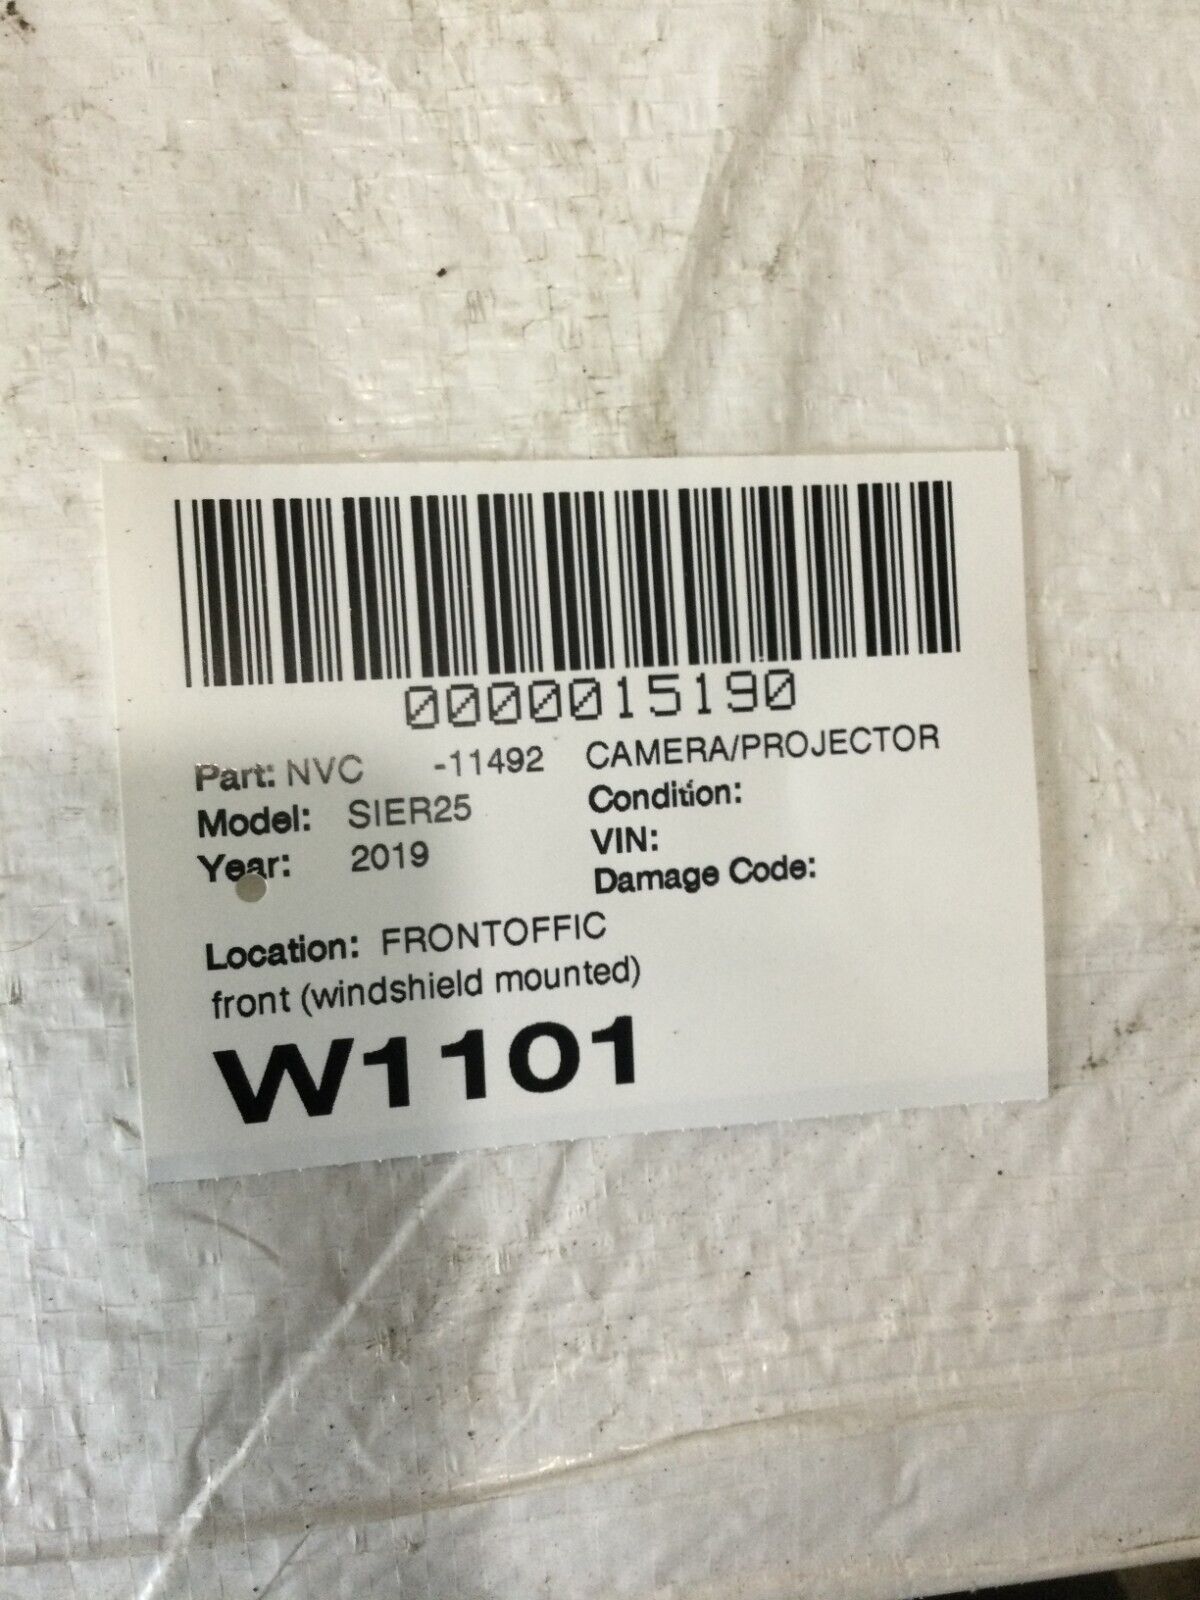 0000015190
Part: NVC -11492 CAMERA/PROJECTOR
Model: SIER25 Condition:
Year: 2019 VIN:
Damage Code:
Location: FRONTOFFIC
front (windshield mounted)
W1101